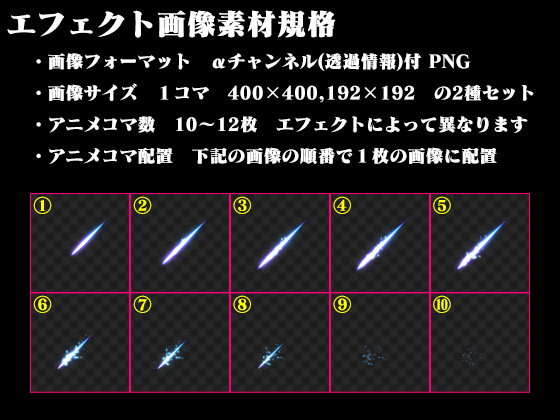 エフェクト画像素材規格
・画像フォーマット　αチャンネル(透過情報)付 PNG
・画像サイズ　１コマ　400×400,192×192　の2種セット
・アニメコマ数　10～12枚　エフェクトによって異なります
・アニメコマ配置　下記の画像の順番で１枚の画像に配置
① ② ③ ④ ⑤
⑥ ⑦ ⑧ ⑨ ⑩